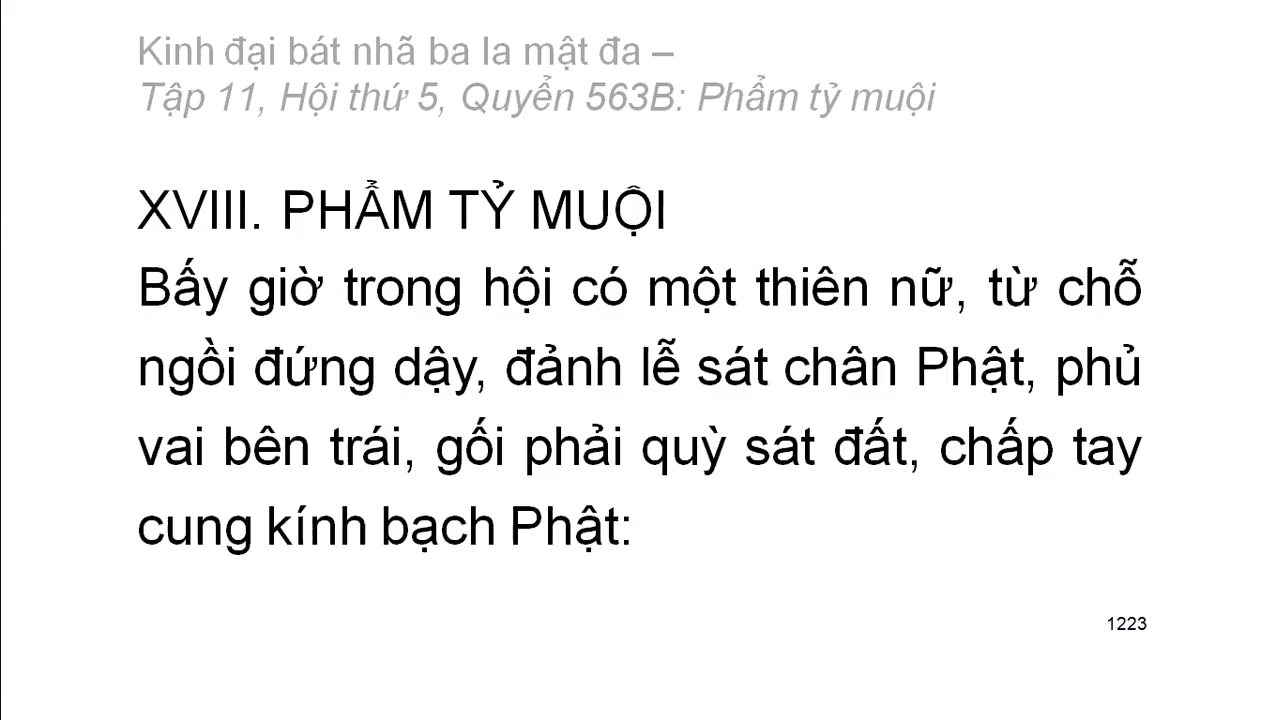 Kinh đại bát nhã ba la mật đa –
Tập 11, Hội thứ 5, Quyển 563B: Phẩm tỷ muội
XVIII. PHẨM TỶ MUỘI
Bấy giờ trong hội có một thiên nữ, từ chỗ
ngồi đứng dậy, đảnh lễ sát chân Phật, phủ
vai bên trái, gối phải quỳ sát đất, chấp tay
cung kính bạch Phật:
1223